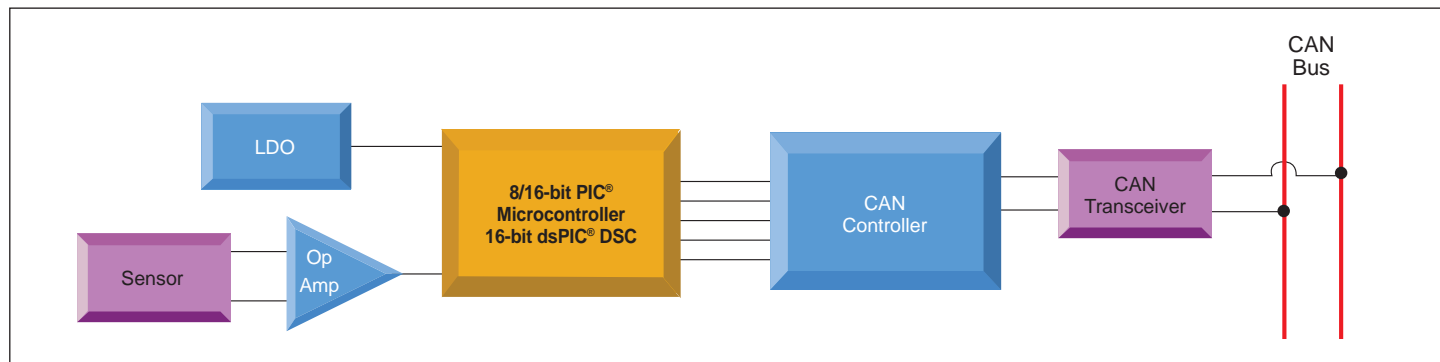 CAN
Bus
LDO
8/16-bit PIC®
Microcontroller
16-bit dsPIC® DSC
CAN
Controller
CAN
Transceiver
Sensor
Op
Amp